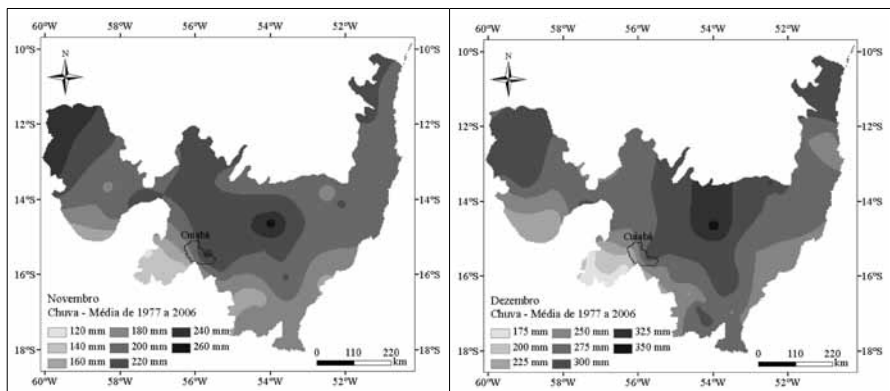 60°W 58°W 56°W 54°W 52°W
10°S 10°S
N
12°S 12°S
14°S 14°S
Cuiabá
16°S 16°S
Novembro
Chuva - Média de 1977 a 2006
120 mm 180 mm 240 mm
140 mm 200 mm 260 mm
160 mm 220 mm
0 110 220
km
18°S 18°S
60°W 58°W 56°W 54°W 52°W
60°W 58°W 56°W 54°W 52°W
10°S 10°S
N
12°S 12°S
14°S 14°S
Cuiabá
16°S 16°S
Dezembro
Chuva - Média de 1977 a 2006
175 mm 250 mm 325 mm
200 mm 275 mm 350 mm
225 mm 300 mm
0 110 220
km
18°S 18°S
60°W 58°W 56°W 54°W 52°W